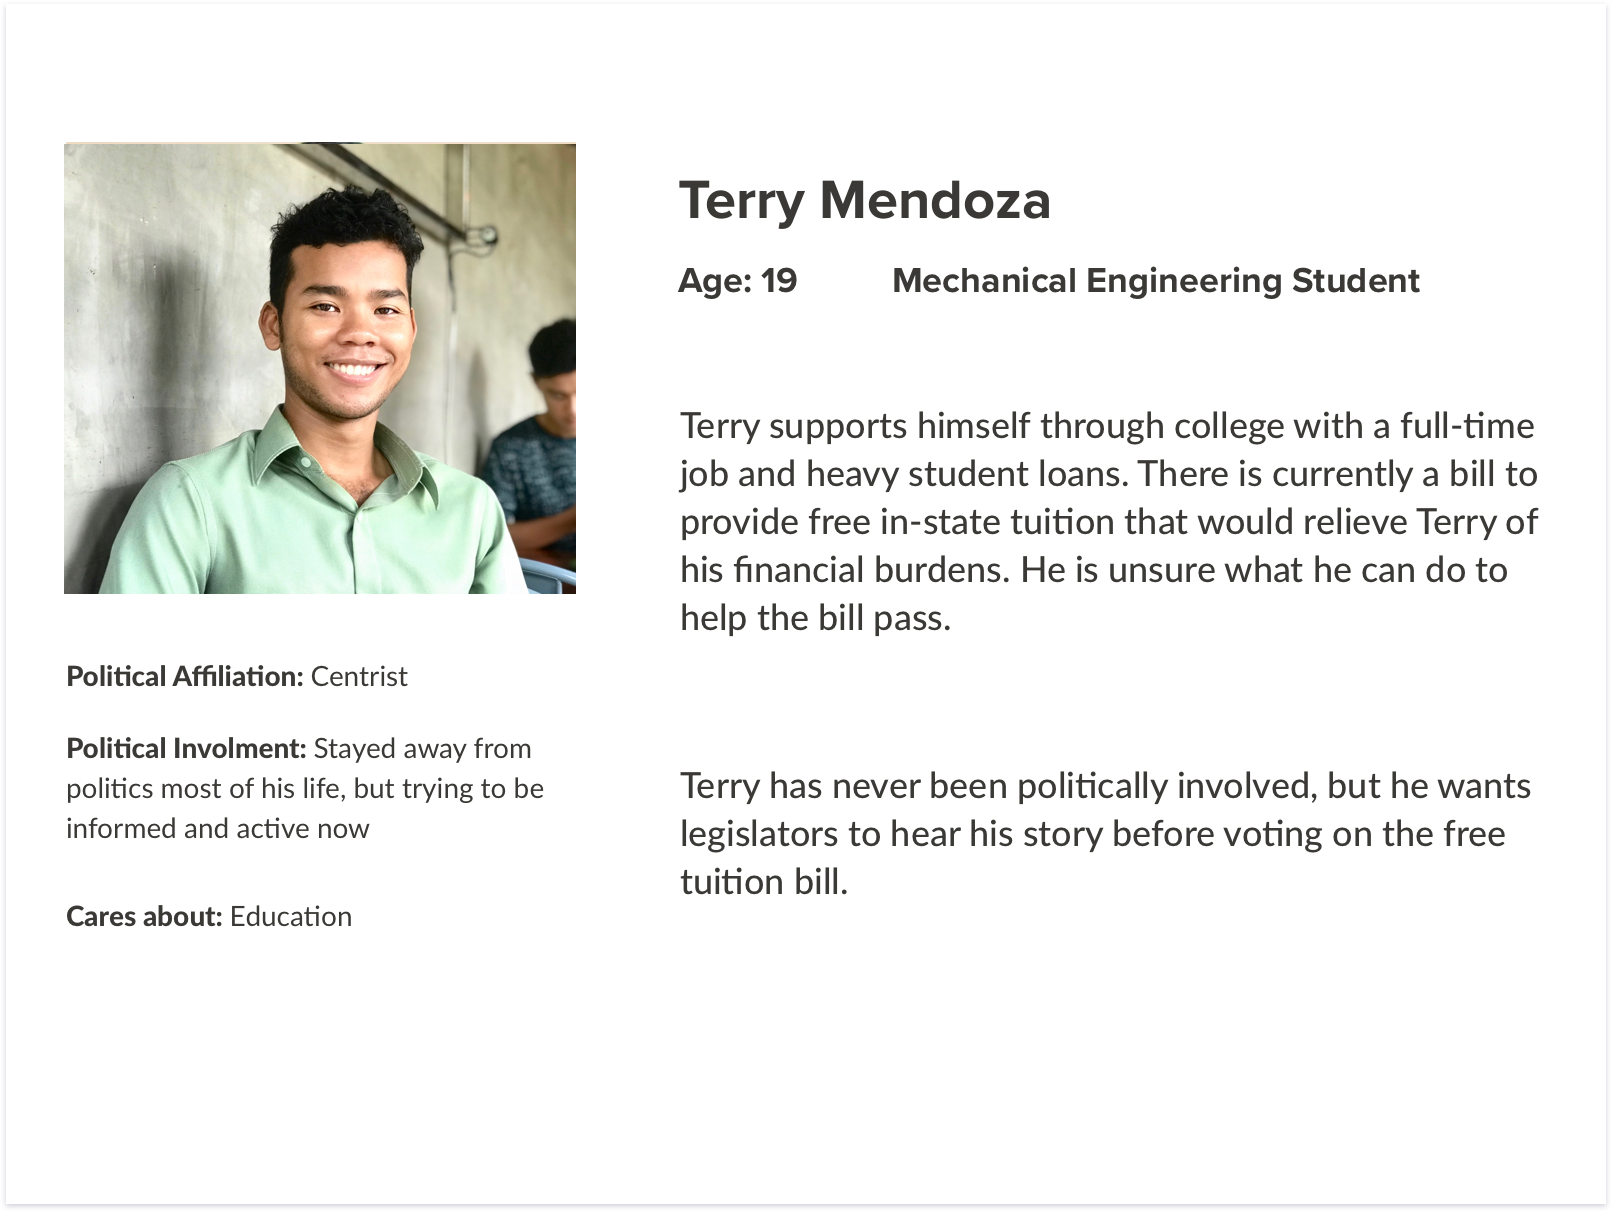 Terry Mendoza
Age: 19 Mechanical Engineering Student
Terry supports himself through college with a full-time
job and heavy student loans. There is currently a bill to
provide free in-state tuition that would relieve Terry of
his financial burdens. He is unsure what he can do to
help the bill pass.
Terry has never been politically involved, but he wants
legislators to hear his story before voting on the free
tuition bill.
Political Affiliation: Centrist
Political Involment: Stayed away from
politics most of his life, but trying to be
informed and active now
Cares about: Education